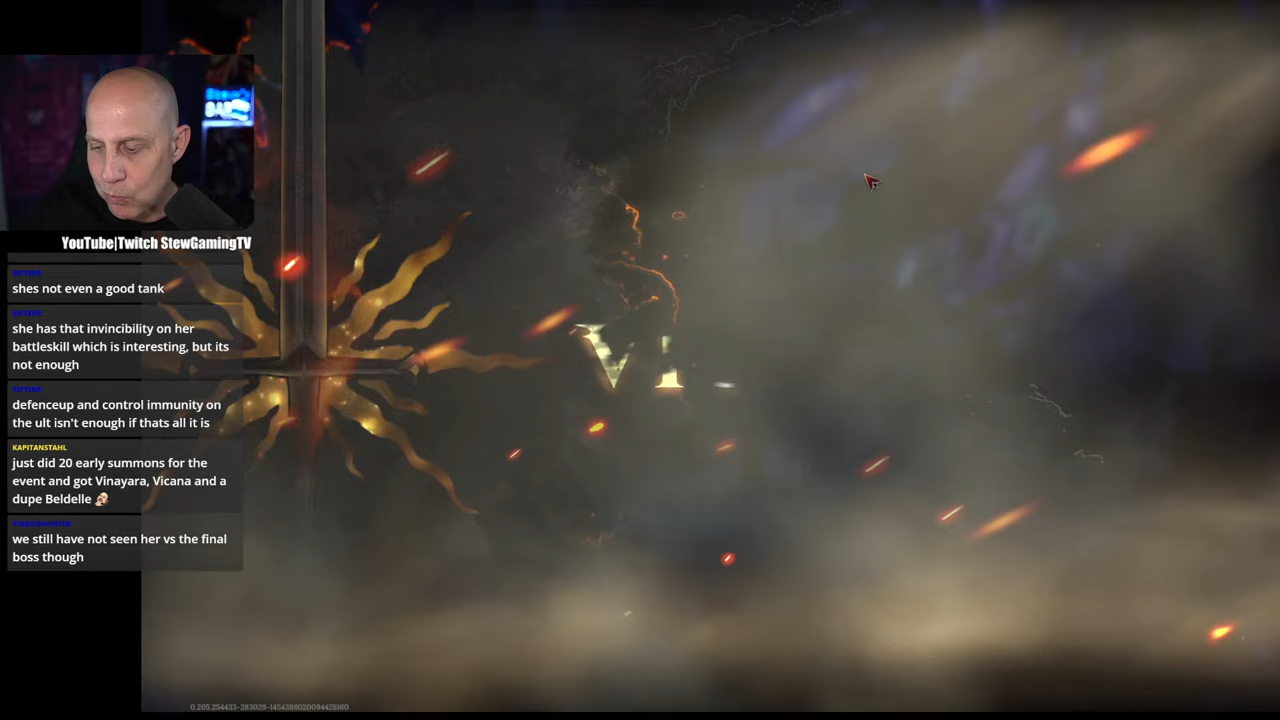 YouTube|Twitch StewGamingTV
shes not even a good tank
she has that invincibility on her
battleskill which is interesting, but its
not enough
defenceup and control immunity on
the ult isn't enough if thats all it is
KAPITANSTAHL
just did 20 early summons for the
event and got Vinayara, Vicana and a
dupe Beldelle
we still have not seen her vs the final
boss though